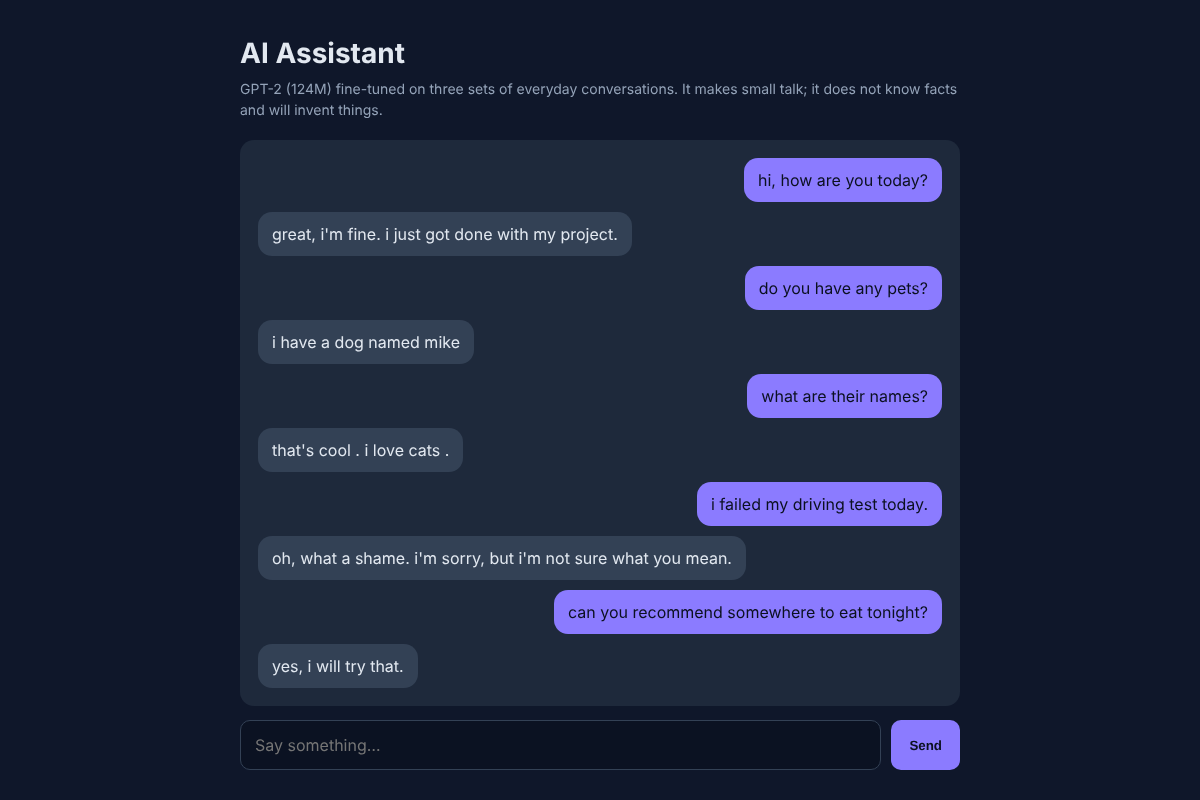 AI Assistant
GPT-2 (124M) fine-tuned on three sets of everyday conversations. It makes small talk; it does not know facts
and will invent things.
hi, how are you today?
great, i'm fine. i just got done with my project.
do you have any pets?
i have a dog named mike
what are their names?
that's cool . i love cats .
i failed my driving test today.
oh, what a shame. i'm sorry, but i'm not sure what you mean.
can you recommend somewhere to eat tonight?
yes, i will try that.
Say something...
Send